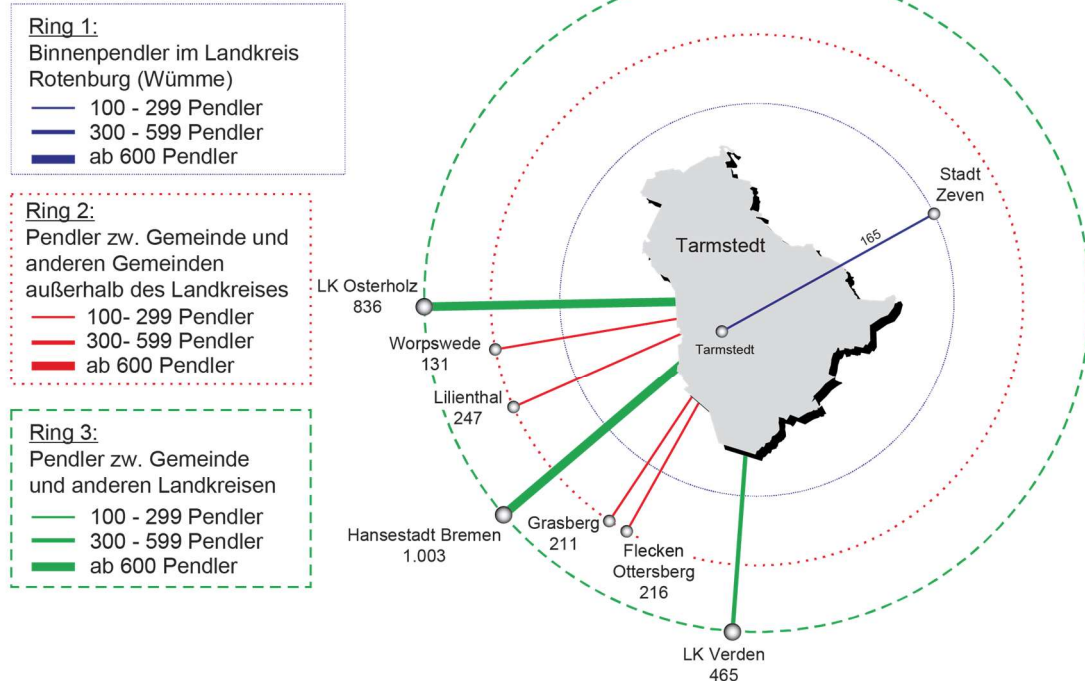 Ring 1:
Binnenpendler im Landkreis
Rotenburg (Wümme)
100 - 299 Pendler
300 - 599 Pendler
ab 600 Pendler
Ring 2:
Pendler zw. Gemeinde und
anderen Gemeinden
außerhalb des Landkreises
100- 299 Pendler
300- 599 Pendler
ab 600 Pendler
Ring 3:
Pendler zw. Gemeinde
und anderen Landkreisen
100 - 299 Pendler
300 - 599 Pendler
ab 600 Pendler
Stadt
Zeven
165
Tarmstedt
Tarmstedt
LK Osterholz
836
Worpswede
131
Lilienthal
247
Hansestadt Bremen
1.003
Grasberg
211
Flecken
Ottersberg
216
LK Verden
465